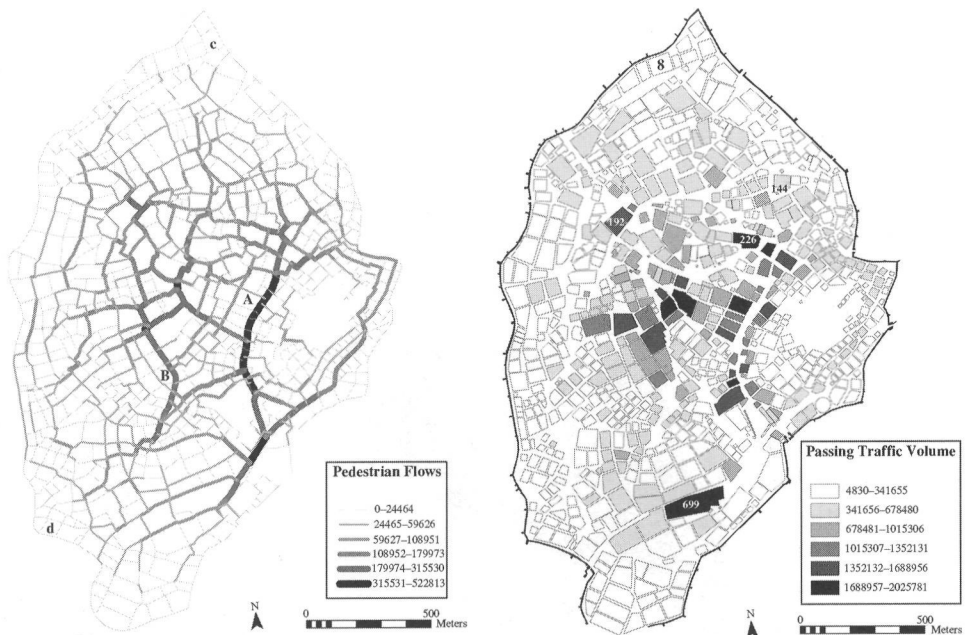 c
A
B
d
Pedestrian Flows
0–24464
24465–59626
59627–108951
108952–179973
179974–315530
315531–522813
N
0 500
Meters
8
144
192
226
699
Passing Traffic Volume
4830–341655
341656–678480
678481–1015306
1015307–1352131
1352132–1688956
1688957–2025781
N
0 500
Meters